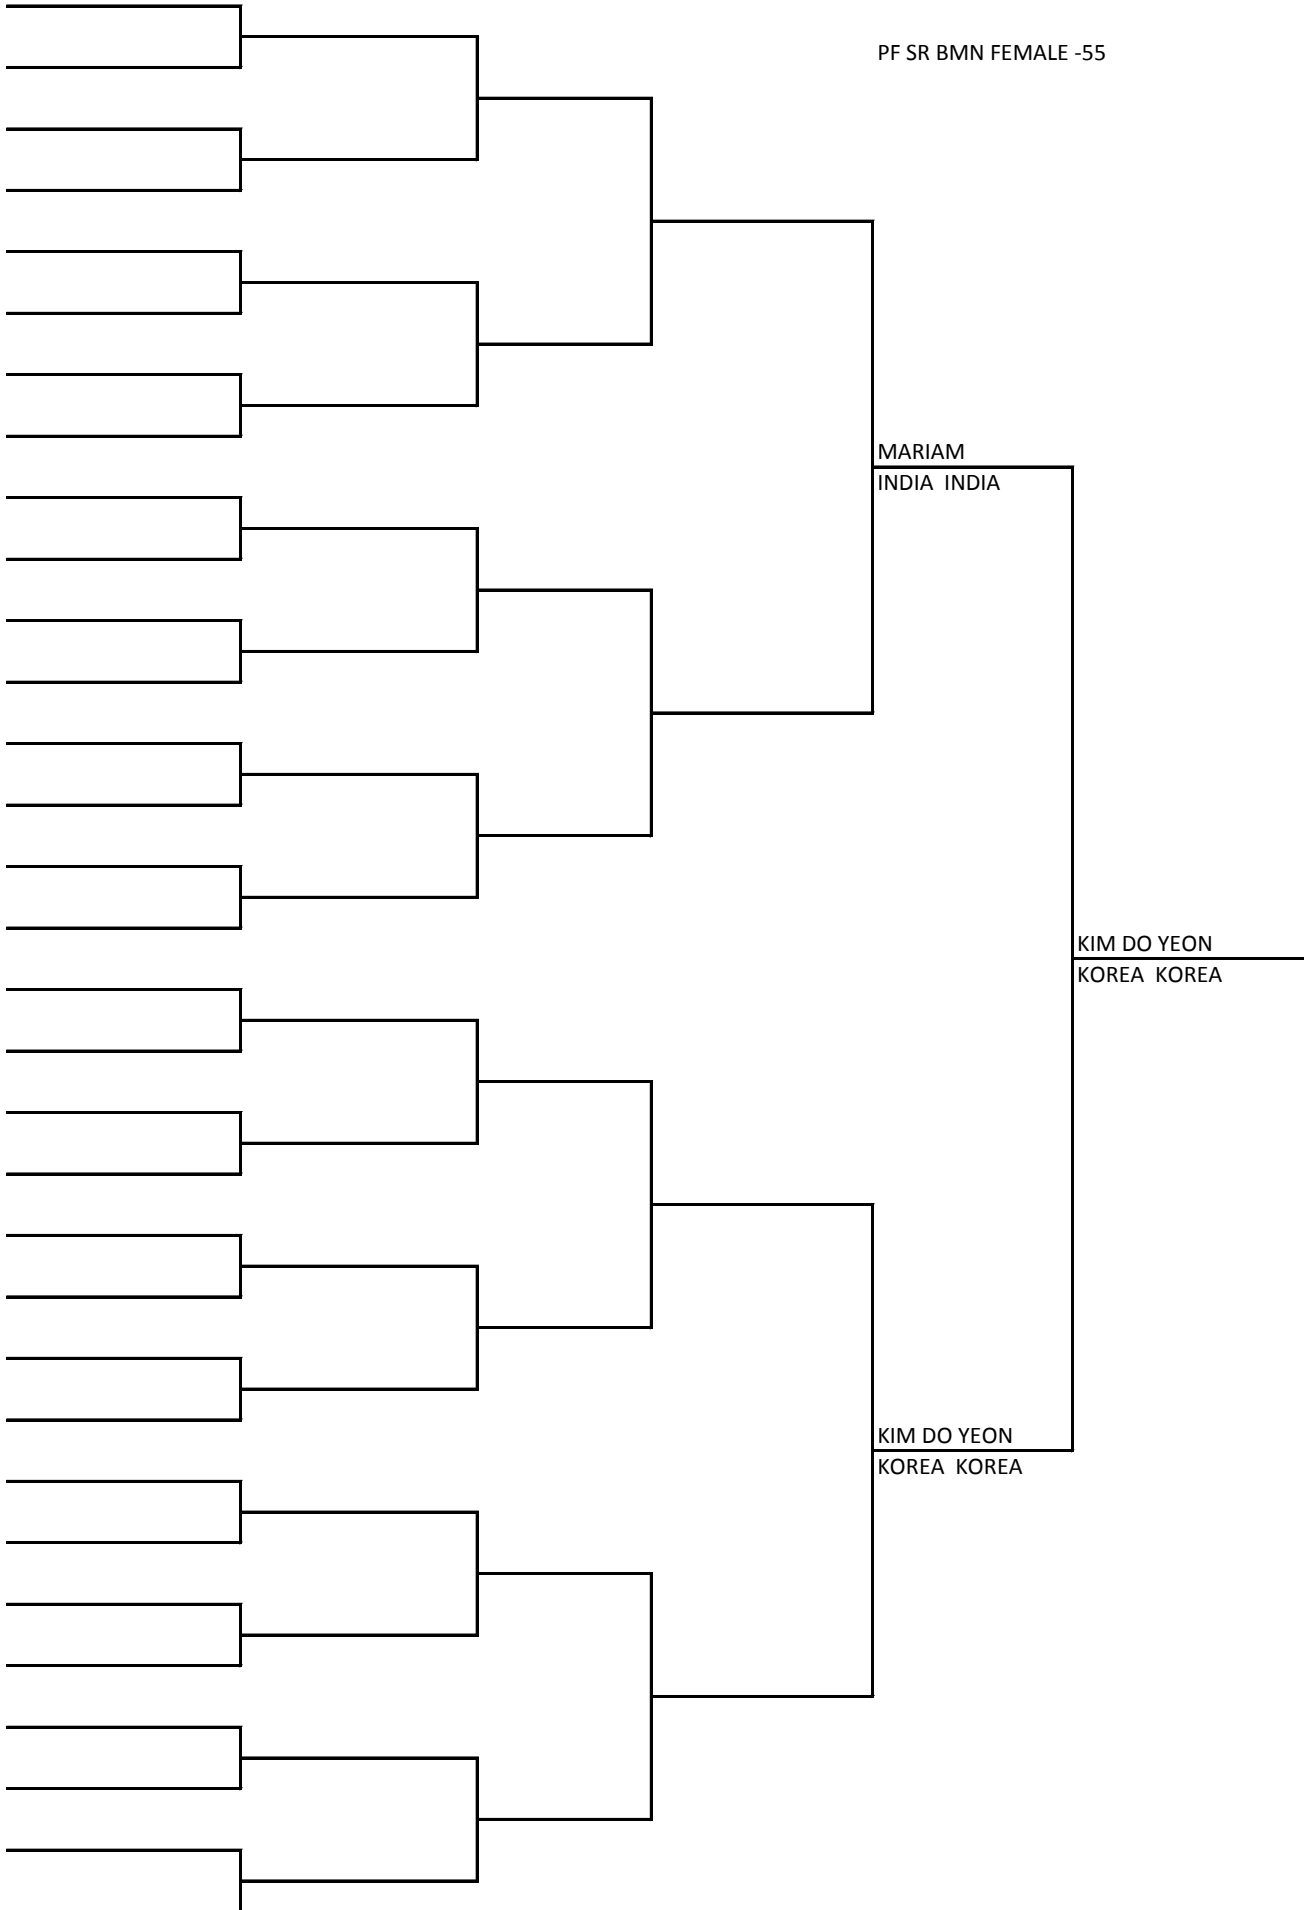 PF SR BMN FEMALE -55
MARIAM
INDIA  INDIA
KIM DO YEON
KOREA  KOREA
KIM DO YEON
KOREA  KOREA